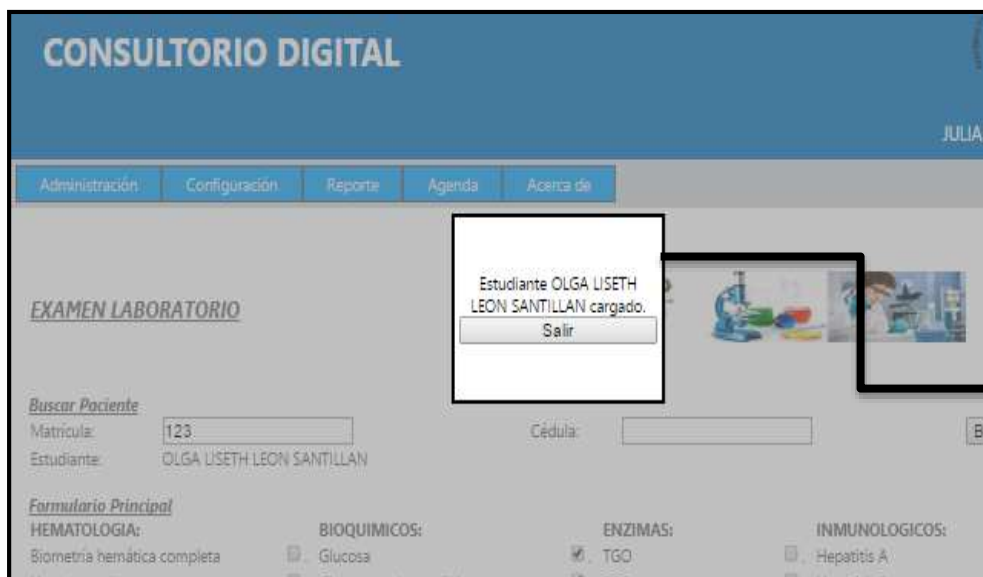 CONSULTORIO DIGITAL
JULIA
Administración Configuración Reporte Agenda Acerca de
Estudiante OLGA LISETH
LEON SANTILLAN cargado.
Salir
EXAMEN LABORATORIO
Buscar Paciente
Matrícula: 123 Cédula: B
Estudiante: OLGA LISETH LEON SANTILLAN
Formulario Principal
HEMATOLOGIA: BIOQUIMICOS: ENZIMAS: INMUNOLOGICOS:
Biometría hemática completa . Glucosa . TGO . Hepatitis A